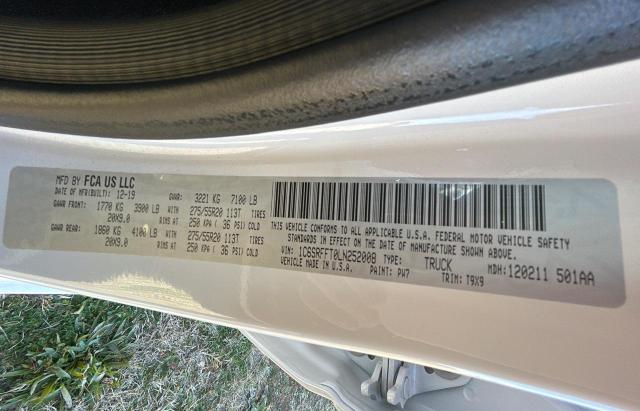 MFD BY FCA US LLC
DATE OF MFR(BUILT): 12-19 GVWR: 3221 KG 7100 LB
GAWR FRONT: 1770 KG 3900 LB WITH 275/55R20 113T TIRES
20X9.0 RIMS AT 250 KPA ( 36 PSI) COLD
GAWR REAR: 1860 KG 4100 LB WITH 275/55R20 113T TIRES
20X9.0 RIMS AT 250 KPA ( 36 PSI) COLD
THIS VEHICLE CONFORMS TO ALL APPLICABLE U.S.A. FEDERAL MOTOR VEHICLE SAFETY
STANDARDS IN EFFECT ON THE DATE OF MANUFACTURE SHOWN ABOVE.
VIN: 1C6SRFFT0LN252008 TYPE: TRUCK MDH: 120211 501AA
VEHICLE MADE IN U.S.A. PAINT: PW7 TRIM: T9X9